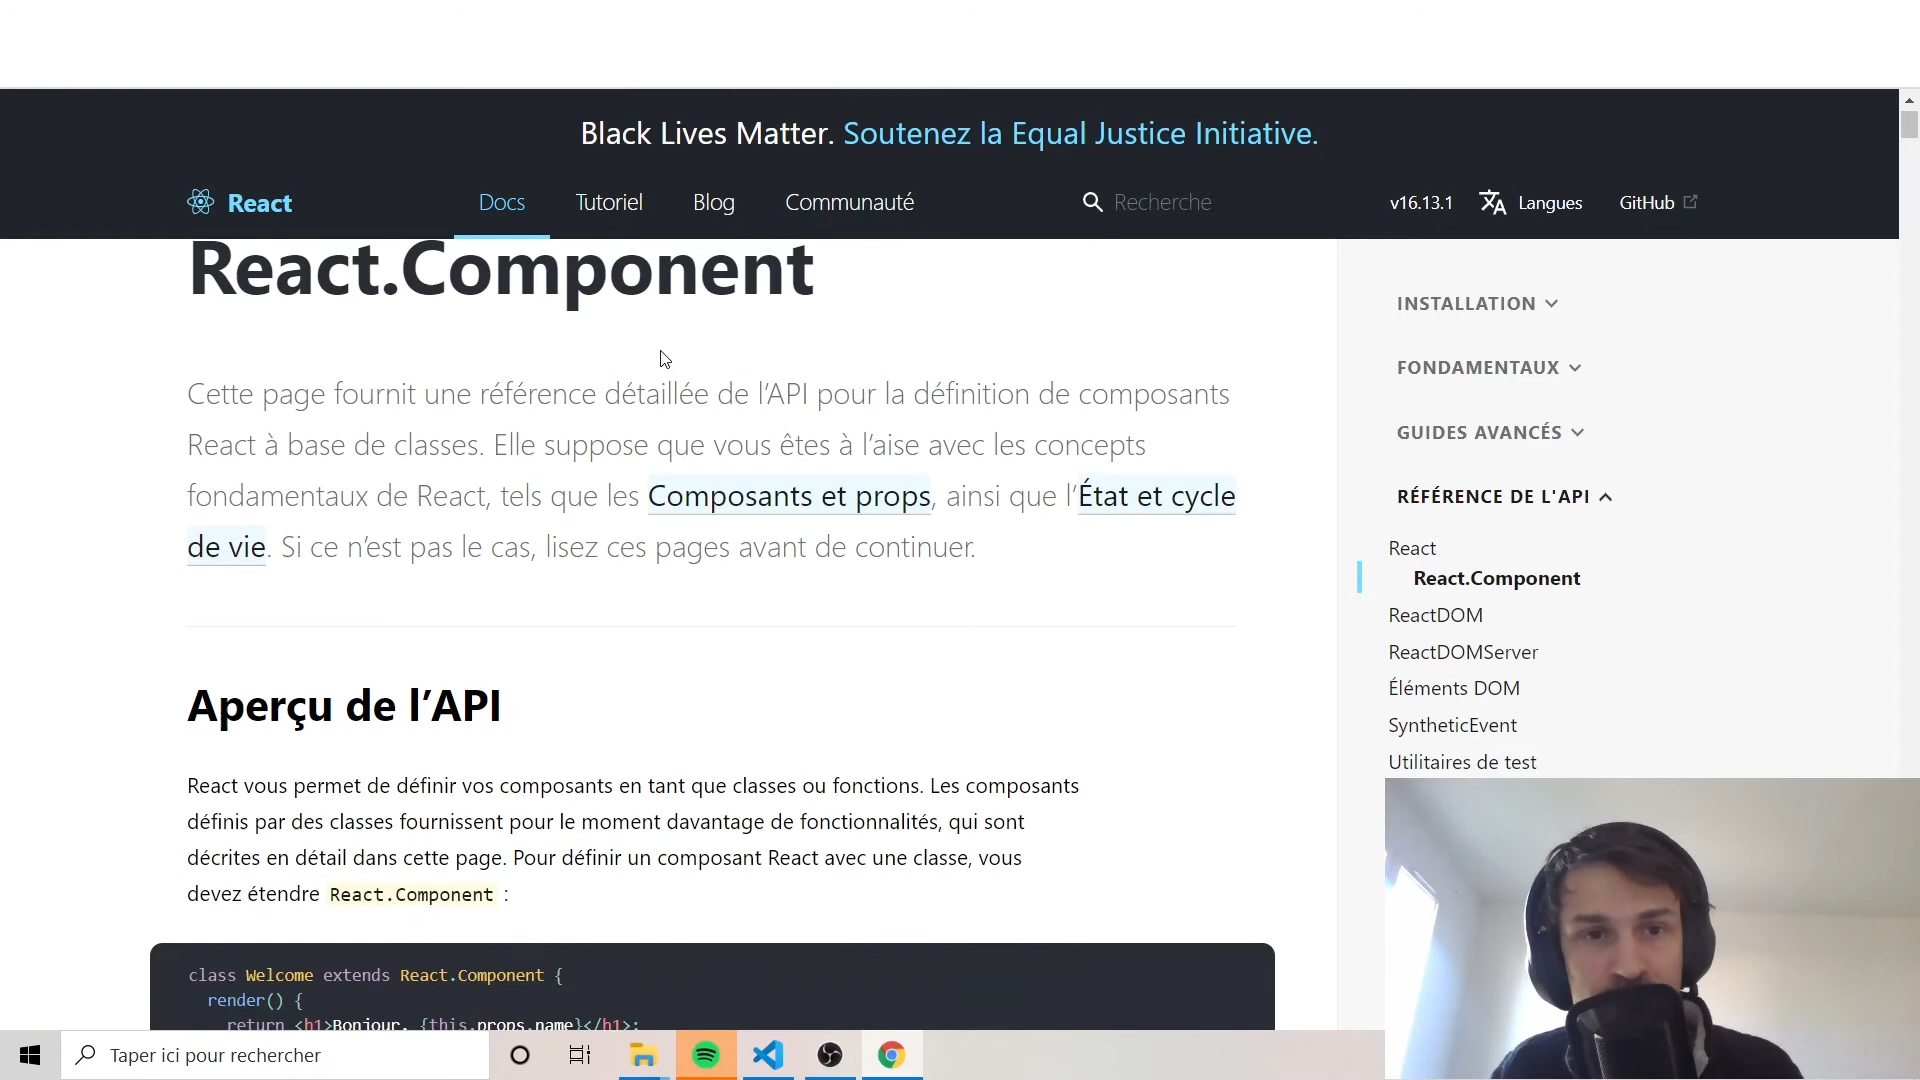 Black Lives Matter. Soutenez la Equal Justice Initiative.
React
Docs
Tutoriel
Blog
Communauté
Recherche
v16.13.1
Langues
GitHub
React.Component
Cette page fournit une référence détaillée de l’API pour la définition de composants
React à base de classes. Elle suppose que vous êtes à l’aise avec les concepts
fondamentaux de React, tels que les Composants et props, ainsi que l’État et cycle
de vie. Si ce n’est pas le cas, lisez ces pages avant de continuer.
Aperçu de l’API
React vous permet de définir vos composants en tant que classes ou fonctions. Les composants
définis par des classes fournissent pour le moment davantage de fonctionnalités, qui sont
décrites en détail dans cette page. Pour définir un composant React avec une classe, vous
devez étendre React.Component :
class Welcome extends React.Component {
render() {
return <h1>Bonjour, {this.props.name}</h1>;
INSTALLATION
FONDAMENTAUX
GUIDES AVANCÉS
RÉFÉRENCE DE L'API
React
React.Component
ReactDOM
ReactDOMServer
Éléments DOM
SyntheticEvent
Utilitaires de test
Taper ici pour rechercher